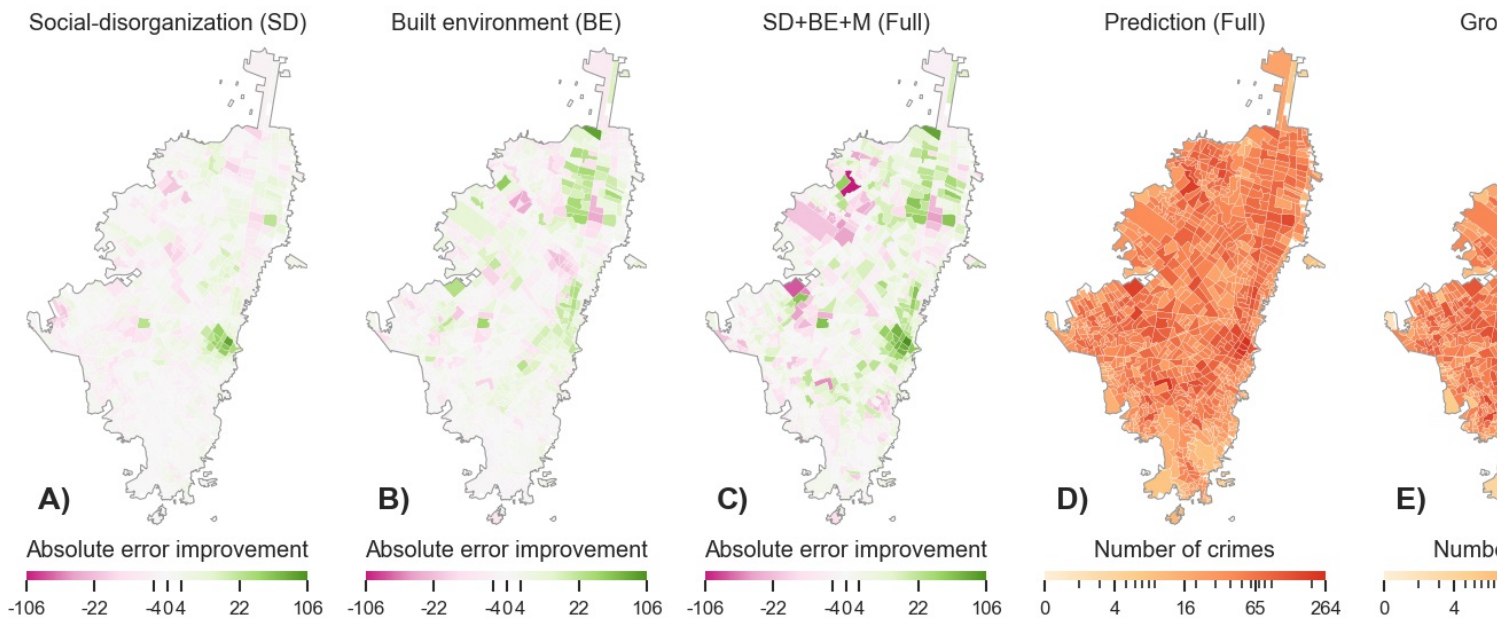 Social-disorganization (SD)
Built environment (BE)
SD+BE+M (Full)
Prediction (Full)
Gro
A)
B)
C)
D)
E)
Absolute error improvement
Absolute error improvement
Absolute error improvement
Number of crimes
Numbe
-106 -22 -4 0 4 22 106
-106 -22 -4 0 4 22 106
-106 -22 -4 0 4 22 106
0 4 16 65 264
0 4